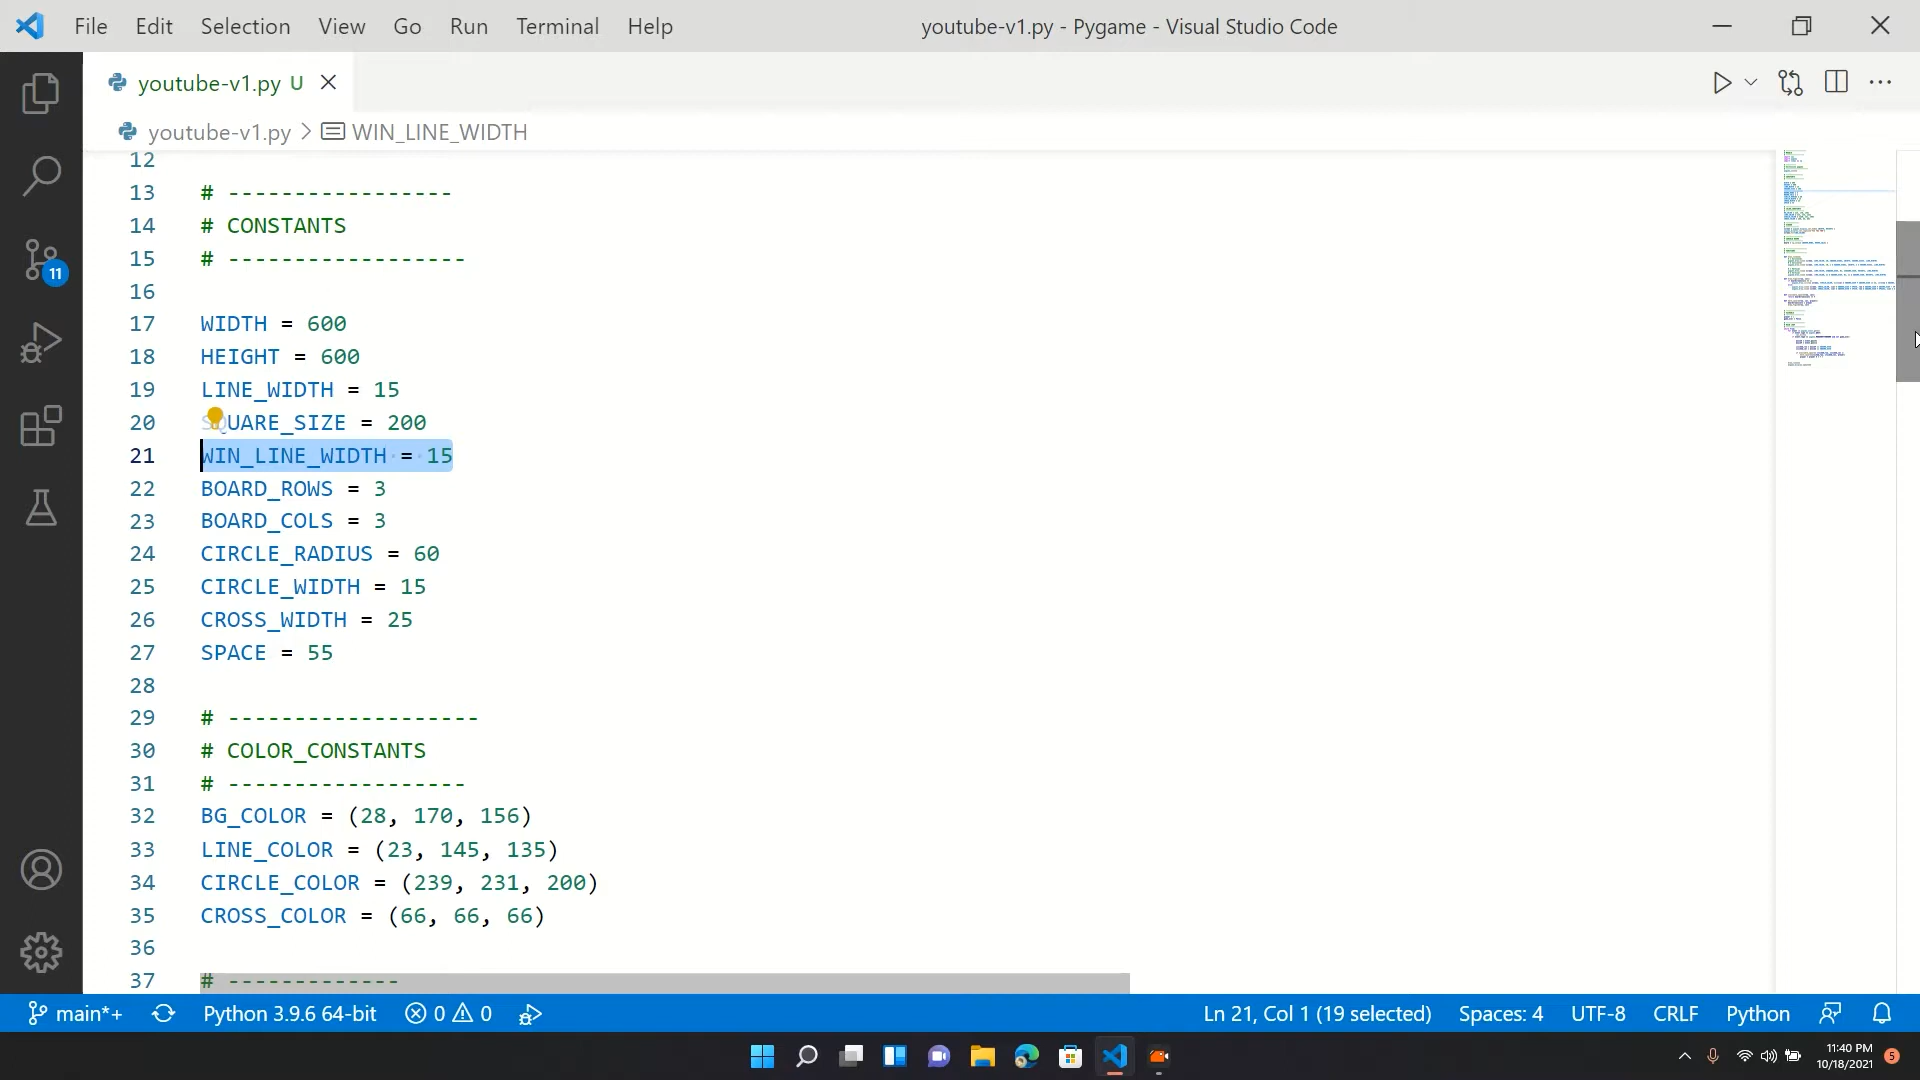 File Edit Selection View Go Run Terminal Help youtube-v1.py - Pygame - Visual Studio Code
youtube-v1.py U
youtube-v1.py > WIN_LINE_WIDTH
12
13 # -----------------
14 # CONSTANTS
15 # ------------------
16
17 WIDTH = 600
18 HEIGHT = 600
19 LINE_WIDTH = 15
20 SQUARE_SIZE = 200
21 WIN_LINE_WIDTH = 15
22 BOARD_ROWS = 3
23 BOARD_COLS = 3
24 CIRCLE_RADIUS = 60
25 CIRCLE_WIDTH = 15
26 CROSS_WIDTH = 25
27 SPACE = 55
28
29 # -------------------
30 # COLOR_CONSTANTS
31 # ------------------
32 BG_COLOR = (28, 170, 156)
33 LINE_COLOR = (23, 145, 135)
34 CIRCLE_COLOR = (239, 231, 200)
35 CROSS_COLOR = (66, 66, 66)
36
37 # -------------
11
main*+ Python 3.9.6 64-bit 0 0 Ln 21, Col 1 (19 selected) Spaces: 4 UTF-8 CRLF Python
11:40 PM
10/18/2021
5